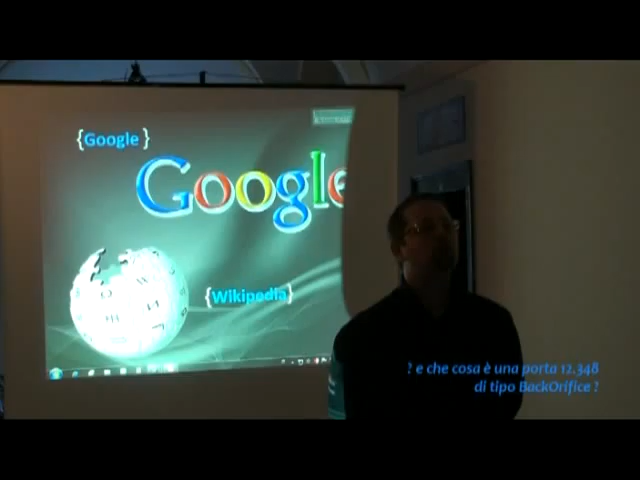 {Google }
Google
{Wikipedia}
? e che cosa è una porta 12.348
di tipo BackOrifice ?